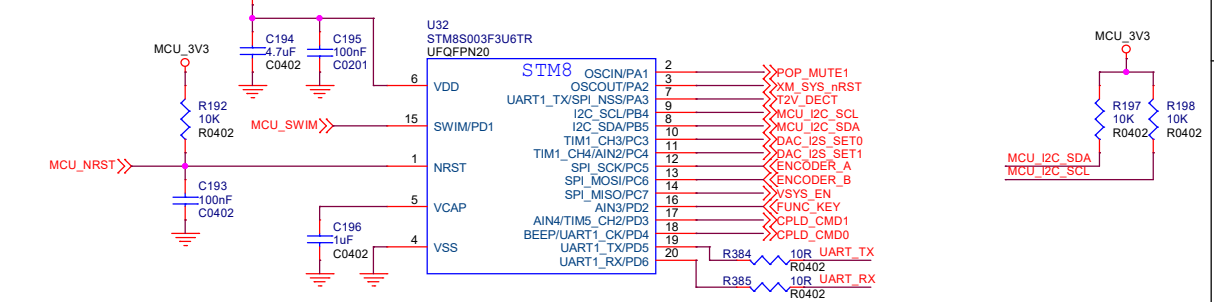 U32
STM8S003F3U6TR
UFQFPN20
C194
4.7uF
C0402
C195
100nF
C0201
MCU_3V3
R192
10K
R0402
MCU_SWIM
MCU_NRST
C193
100nF
C0402
C196
1uF
C0402
STM8
6 VDD
15 SWIM/PD1
1 NRST
5 VCAP
4 VSS
OSCIN/PA1 2 POP_MUTE1
OSCOUT/PA2 3 XM_SYS_nRST
UART1_TX/SPI_NSS/PA3 7 T2V_DECT
I2C_SCL/PB4 9 MCU_I2C_SCL
I2C_SDA/PB5 8 MCU_I2C_SDA
TIM1_CH3/PC3 10 DAC_I2S_SET0
TIM1_CH4/AIN2/PC4 11 DAC_I2S_SET1
SPI_SCK/PC5 12 ENCODER_A
SPI_MOSI/PC6 13 ENCODER_B
SPI_MISO/PC7 14 VSYS_EN
AIN3/PD2 16 FUNC_KEY
AIN4/TIM5_CH2/PD3 17 CPLD_CMD1
BEEP/UART1_CK/PD4 18 CPLD_CMD0
UART1_TX/PD5 19
UART1_RX/PD6 20
R384 10R UART_TX
R0402
R385 10R UART_RX
R0402
MCU_3V3
R197
10K
R0402
R198
10K
R0402
MCU_I2C_SDA
MCU_I2C_SCL